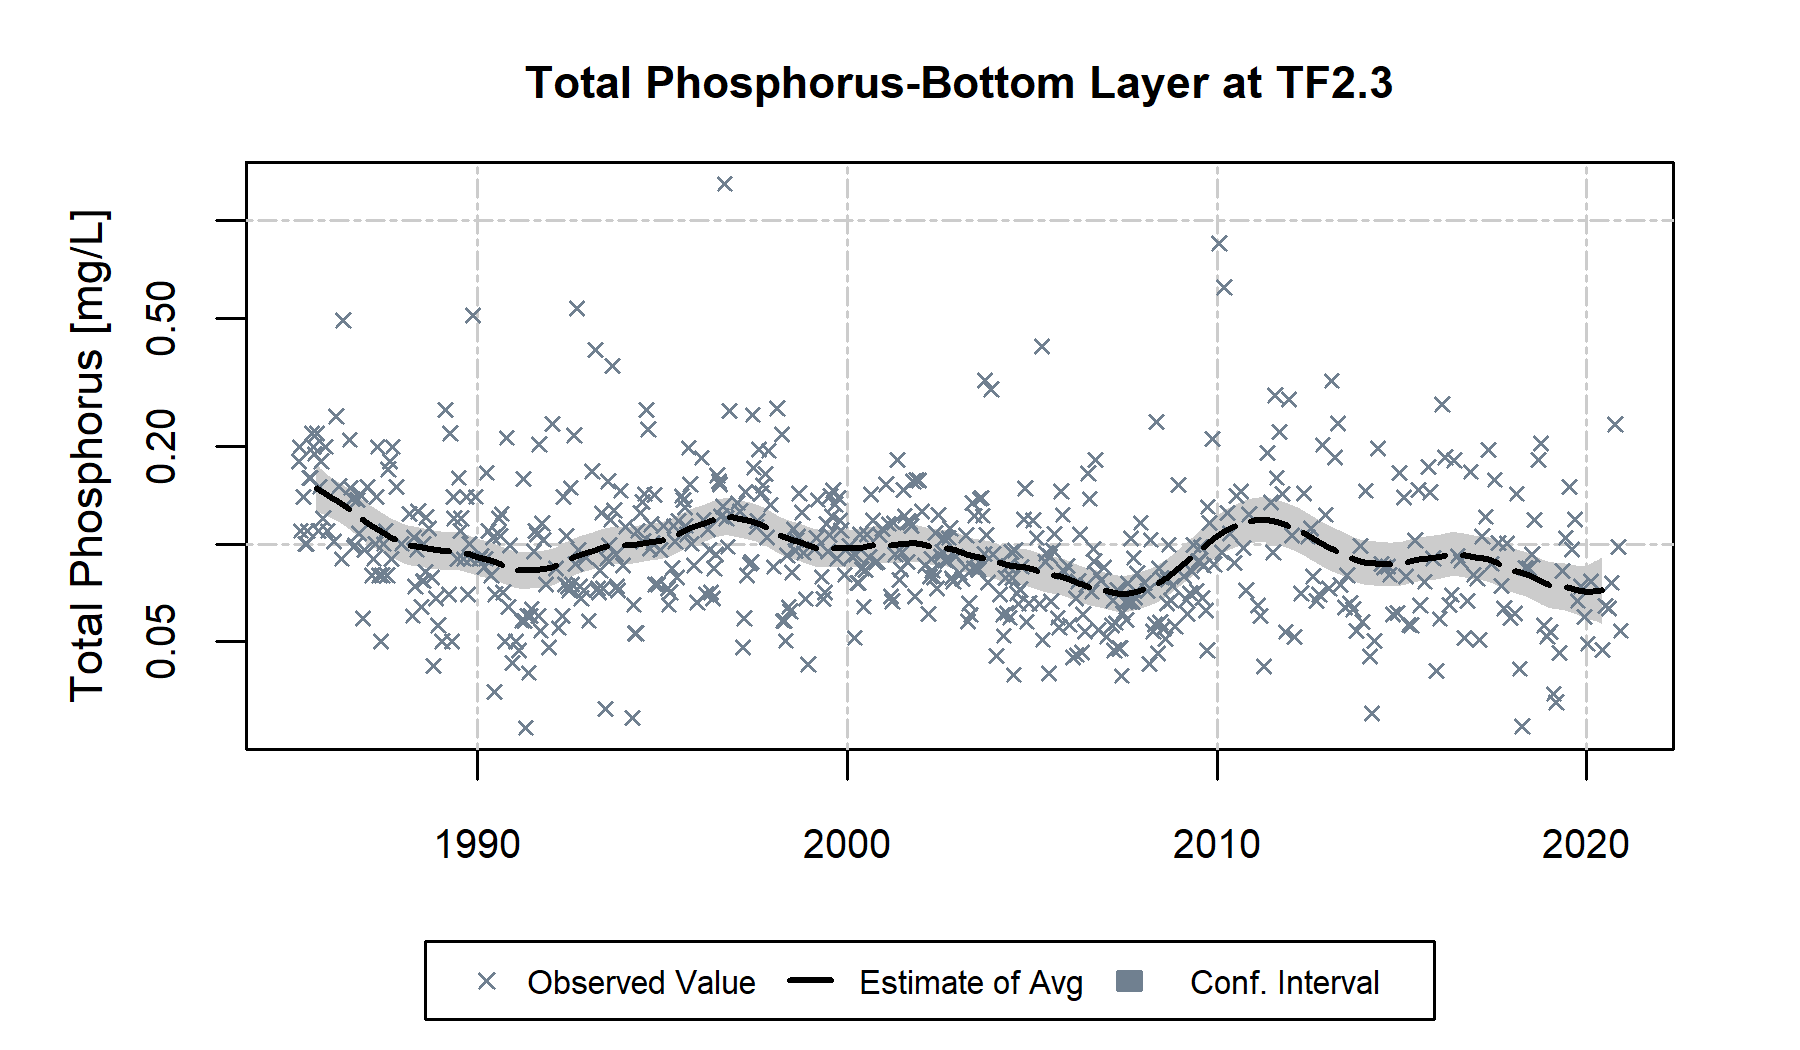 Total Phosphorus-Bottom Layer at TF2.3
Total Phosphorus [mg/L]
0.50
0.20
0.05
1990 2000 2010 2020
Observed Value Estimate of Avg Conf. Interval